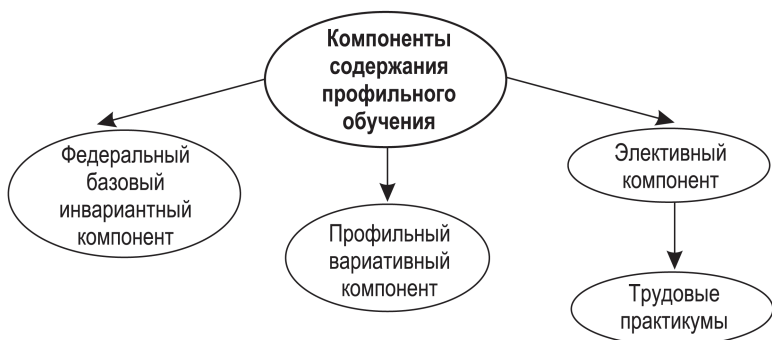 Компоненты
содержания
профильного
обучения
Федеральный
базовый
инвариантный
компонент
Профильный
вариативный
компонент
Элективный
компонент
Трудовые
практикумы